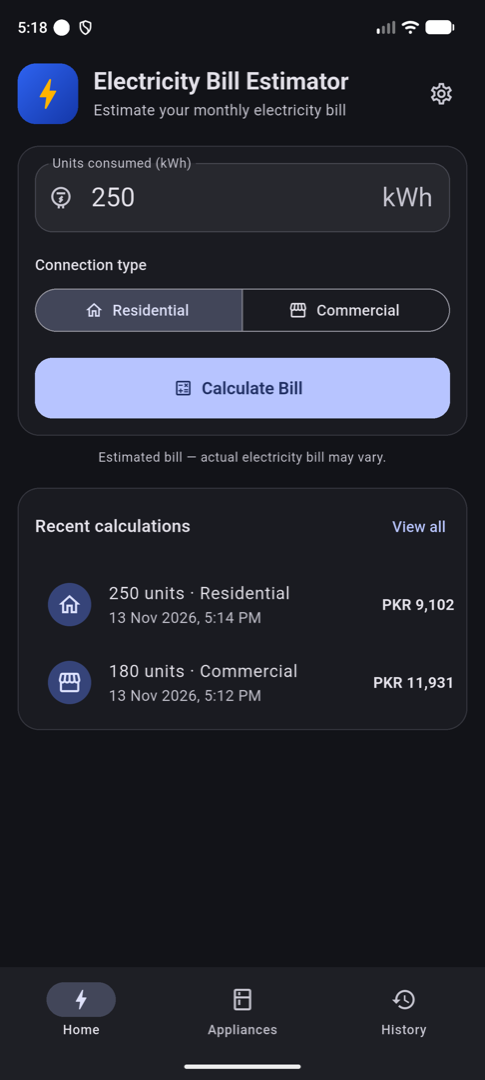 5:18
Electricity Bill Estimator
Estimate your monthly electricity bill
Units consumed (kWh)
250 kWh
Connection type
Residential Commercial
Calculate Bill
Estimated bill — actual electricity bill may vary.
Recent calculations View all
250 units · Residential
13 Nov 2026, 5:14 PM
PKR 9,102
180 units · Commercial
13 Nov 2026, 5:12 PM
PKR 11,931
Home Appliances History